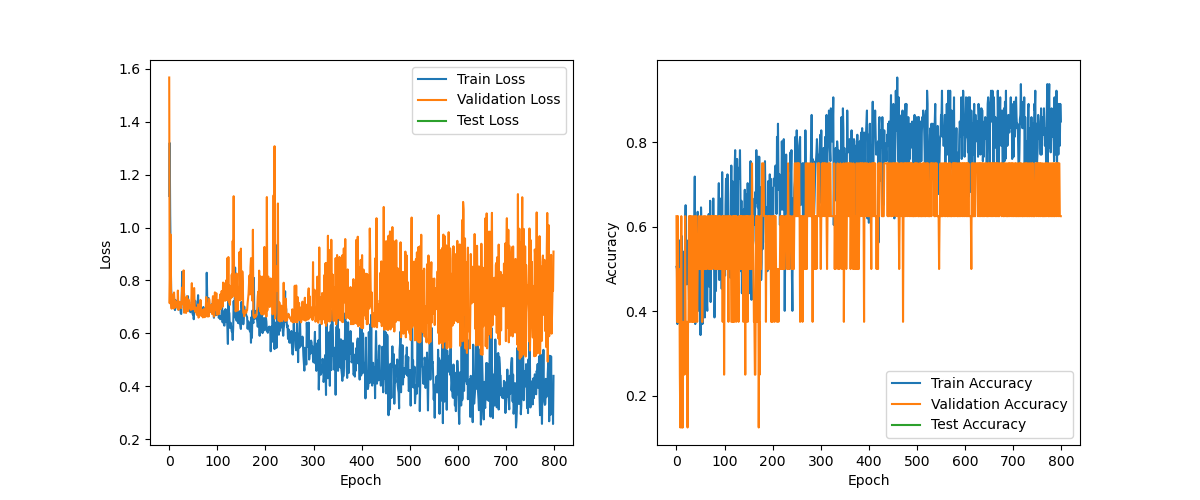 1.6
1.4
1.2
1.0
0.8
0.6
0.4
0.2
Loss
0 100 200 300 400 500 600 700 800
Epoch
Train Loss
Validation Loss
Test Loss
0.8
0.6
0.4
0.2
Accuracy
0 100 200 300 400 500 600 700 800
Epoch
Train Accuracy
Validation Accuracy
Test Accuracy